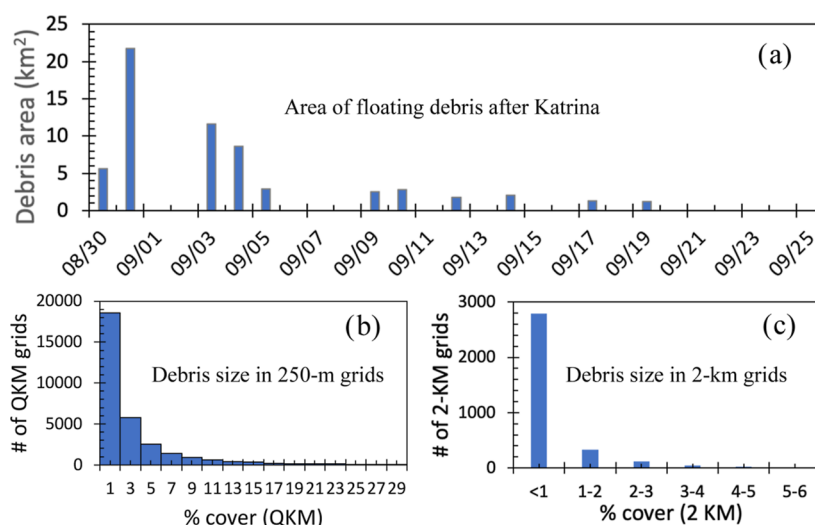 25
20
15
10
5
0
Debris area (km²)
(a)
Area of floating debris after Katrina
08/30 09/01 09/03 09/05 09/07 09/09 09/11 09/13 09/15 09/17 09/19 09/21 09/23 09/25
20000
15000
10000
5000
0
# of QKM grids
(b)
Debris size in 250-m grids
1 3 5 7 9 11 13 15 17 19 21 23 25 27 29
% cover (QKM)
3000
2000
1000
0
# of 2-KM grids
(c)
Debris size in 2-km grids
<1 1-2 2-3 3-4 4-5 5-6
% cover (2 KM)